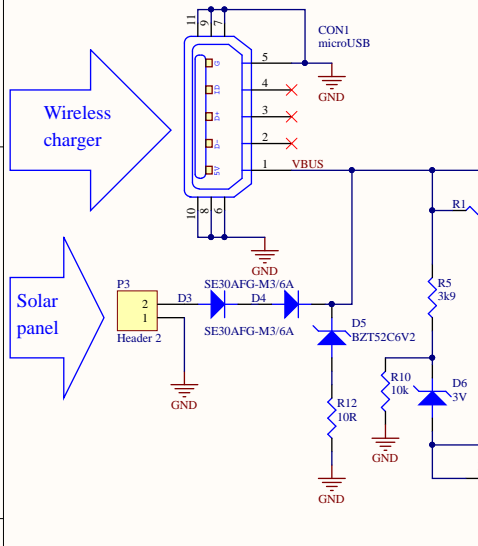 11
9
7
CON1
microUSB
G
5
GND
ID
4
D+
3
D-
2
5V
1
VBUS
Wireless
charger
R1
10
8
6
GND
P3
SE30AFG-M3/6A
R5
3k9
Solar
panel
2
D3
D4
1
SE30AFG-M3/6A
D5
BZT52C6V2
Header 2
R10
10k
D6
3V
GND
R12
10R
GND
GND